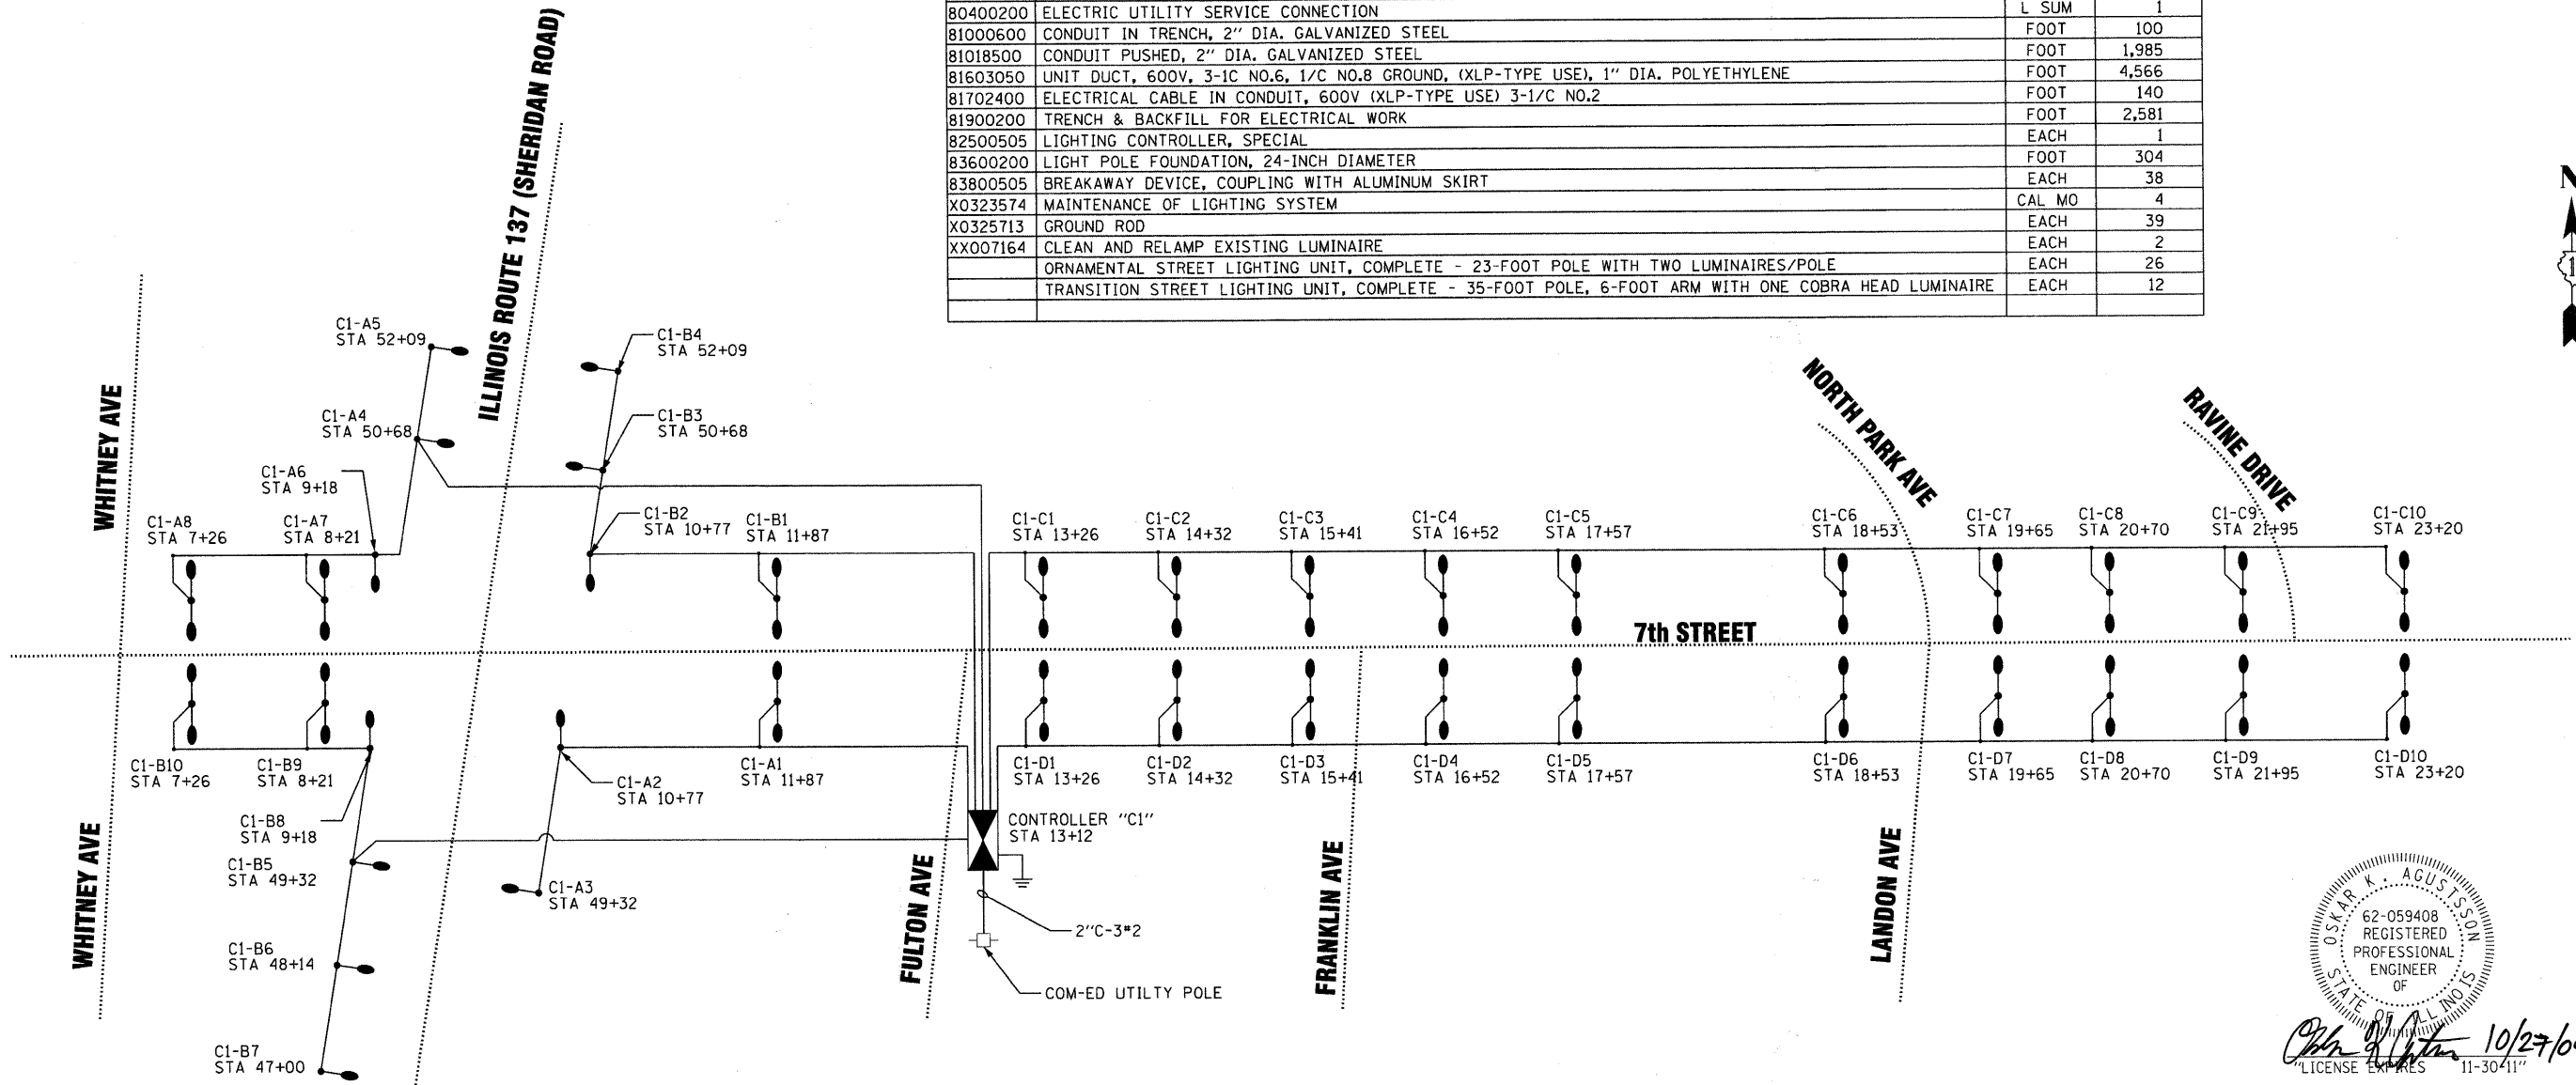 80400200 ELECTRIC UTILITY SERVICE CONNECTION L SUM 1
81000600 CONDUIT IN TRENCH, 2" DIA. GALVANIZED STEEL FOOT 100
81018500 CONDUIT PUSHED, 2" DIA. GALVANIZED STEEL FOOT 1,985
81603050 UNIT DUCT, 600V, 3-1C NO.6, 1/C NO.8 GROUND, (XLP-TYPE USE), 1" DIA. POLYETHYLENE FOOT 4,566
81702400 ELECTRICAL CABLE IN CONDUIT, 600V (XLP-TYPE USE) 3-1/C NO.2 FOOT 140
81900200 TRENCH & BACKFILL FOR ELECTRICAL WORK FOOT 2,581
82500505 LIGHTING CONTROLLER, SPECIAL EACH 1
83600200 LIGHT POLE FOUNDATION, 24-INCH DIAMETER FOOT 304
83800505 BREAKAWAY DEVICE, COUPLING WITH ALUMINUM SKIRT EACH 38
X0323574 MAINTENANCE OF LIGHTING SYSTEM CAL MO 4
X0325713 GROUND ROD EACH 39
XX007164 CLEAN AND RELAMP EXISTING LUMINAIRE EACH 2
ORNAMENTAL STREET LIGHTING UNIT, COMPLETE - 23-FOOT POLE WITH TWO LUMINAIRES/POLE EACH 26
TRANSITION STREET LIGHTING UNIT, COMPLETE - 35-FOOT POLE, 6-FOOT ARM WITH ONE COBRA HEAD LUMINAIRE EACH 12
N
ILLINOIS ROUTE 137 (SHERIDAN ROAD)
WHITNEY AVE
C1-A5
STA 52+09
C1-B4
STA 52+09
C1-A4
STA 50+68
C1-B3
STA 50+68
C1-A6
STA 9+18
NORTH PARK AVE
RAVINE DRIVE
C1-A8
STA 7+26
C1-A7
STA 8+21
C1-B2
STA 10+77
C1-B1
STA 11+87
C1-C1
STA 13+26
C1-C2
STA 14+32
C1-C3
STA 15+41
C1-C4
STA 16+52
C1-C5
STA 17+57
C1-C6
STA 18+53
C1-C7
STA 19+65
C1-C8
STA 20+70
C1-C9
STA 21+95
C1-C10
STA 23+20
7th STREET
C1-B10
STA 7+26
C1-B9
STA 8+21
C1-A2
STA 10+77
C1-A1
STA 11+87
C1-D1
STA 13+26
C1-D2
STA 14+32
C1-D3
STA 15+41
C1-D4
STA 16+52
C1-D5
STA 17+57
C1-D6
STA 18+53
C1-D7
STA 19+65
C1-D8
STA 20+70
C1-D9
STA 21+95
C1-D10
STA 23+20
WHITNEY AVE
C1-B8
STA 9+18
C1-B5
STA 49+32
C1-A3
STA 49+32
CONTROLLER "C1"
STA 13+12
FULTON AVE
FRANKLIN AVE
LANDON AVE
2"C-3#2
C1-B6
STA 48+14
COM-ED UTILTY POLE
C1-B7
STA 47+00
OSKAR K. AGUSTSSON
62-059408
REGISTERED
PROFESSIONAL
ENGINEER
OF
STATE OF ILLINOIS
10/27/0
"LICENSE EXPIRES 11-30-11"